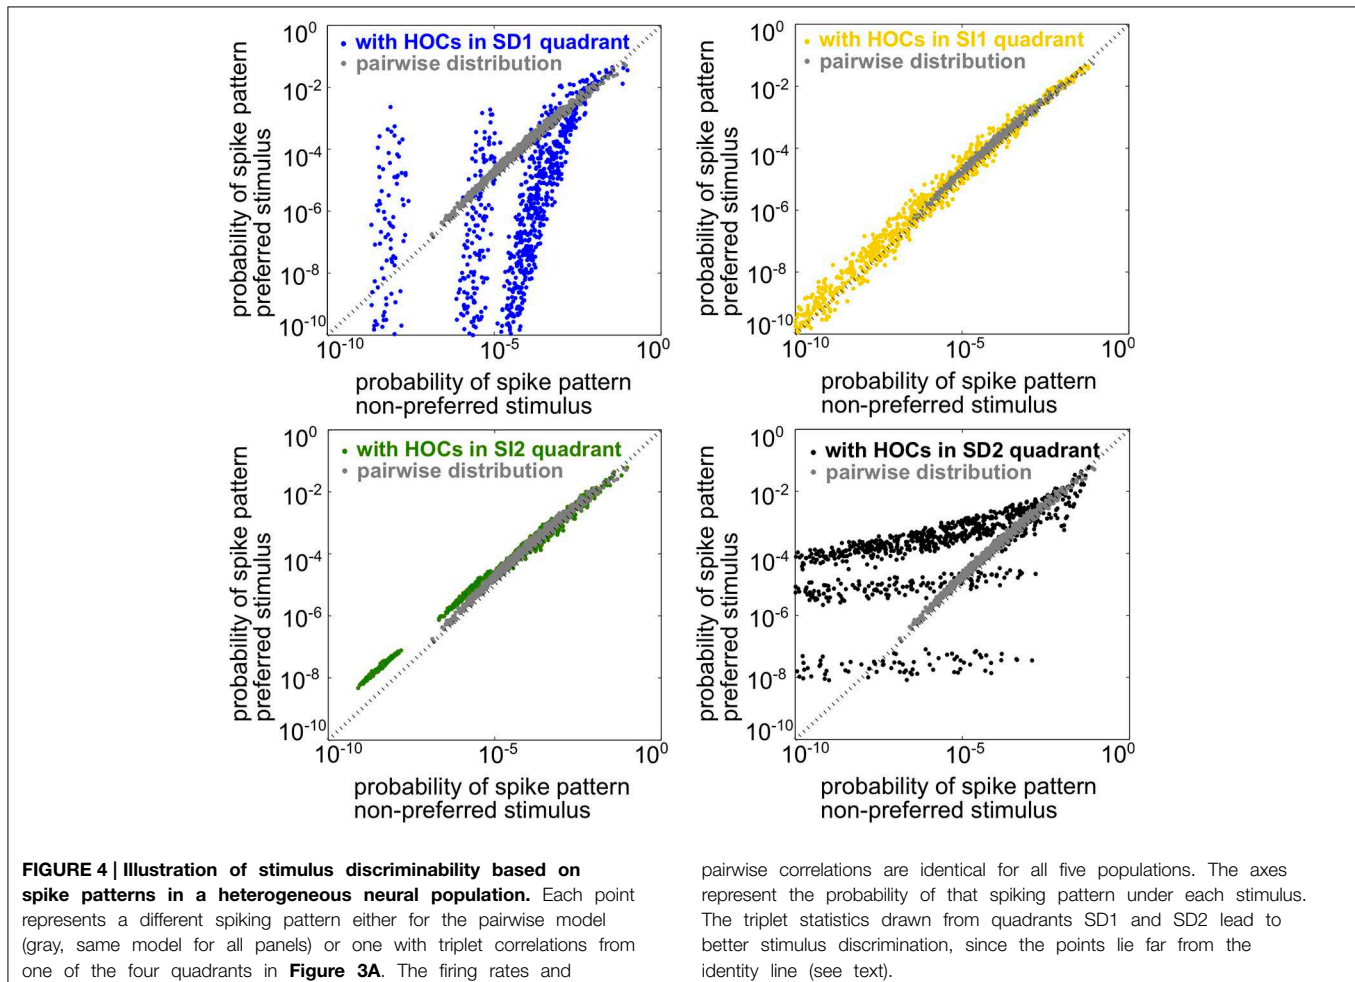 10^0
10^-2
10^-4
10^-6
10^-8
10^-10
probability of spike pattern
preferred stimulus
• with HOCs in SD1 quadrant
• pairwise distribution
10^-10
10^-5
10^0
probability of spike pattern
non-preferred stimulus
10^0
10^-2
10^-4
10^-6
10^-8
10^-10
probability of spike pattern
preferred stimulus
• with HOCs in SI1 quadrant
• pairwise distribution
10^-10
10^-5
10^0
probability of spike pattern
non-preferred stimulus
10^0
10^-2
10^-4
10^-6
10^-8
10^-10
probability of spike pattern
preferred stimulus
• with HOCs in SI2 quadrant
• pairwise distribution
10^-10
10^-5
10^0
probability of spike pattern
non-preferred stimulus
10^0
10^-2
10^-4
10^-6
10^-8
10^-10
probability of spike pattern
preferred stimulus
• with HOCs in SD2 quadrant
• pairwise distribution
10^-10
10^-5
10^0
probability of spike pattern
non-preferred stimulus
FIGURE 4 | Illustration of stimulus discriminability based on
spike patterns in a heterogeneous neural population. Each point
represents a different spiking pattern either for the pairwise model
(gray, same model for all panels) or one with triplet correlations from
one of the four quadrants in Figure 3A. The firing rates and
pairwise correlations are identical for all five populations. The axes
represent the probability of that spiking pattern under each stimulus.
The triplet statistics drawn from quadrants SD1 and SD2 lead to
better stimulus discrimination, since the points lie far from the
identity line (see text).